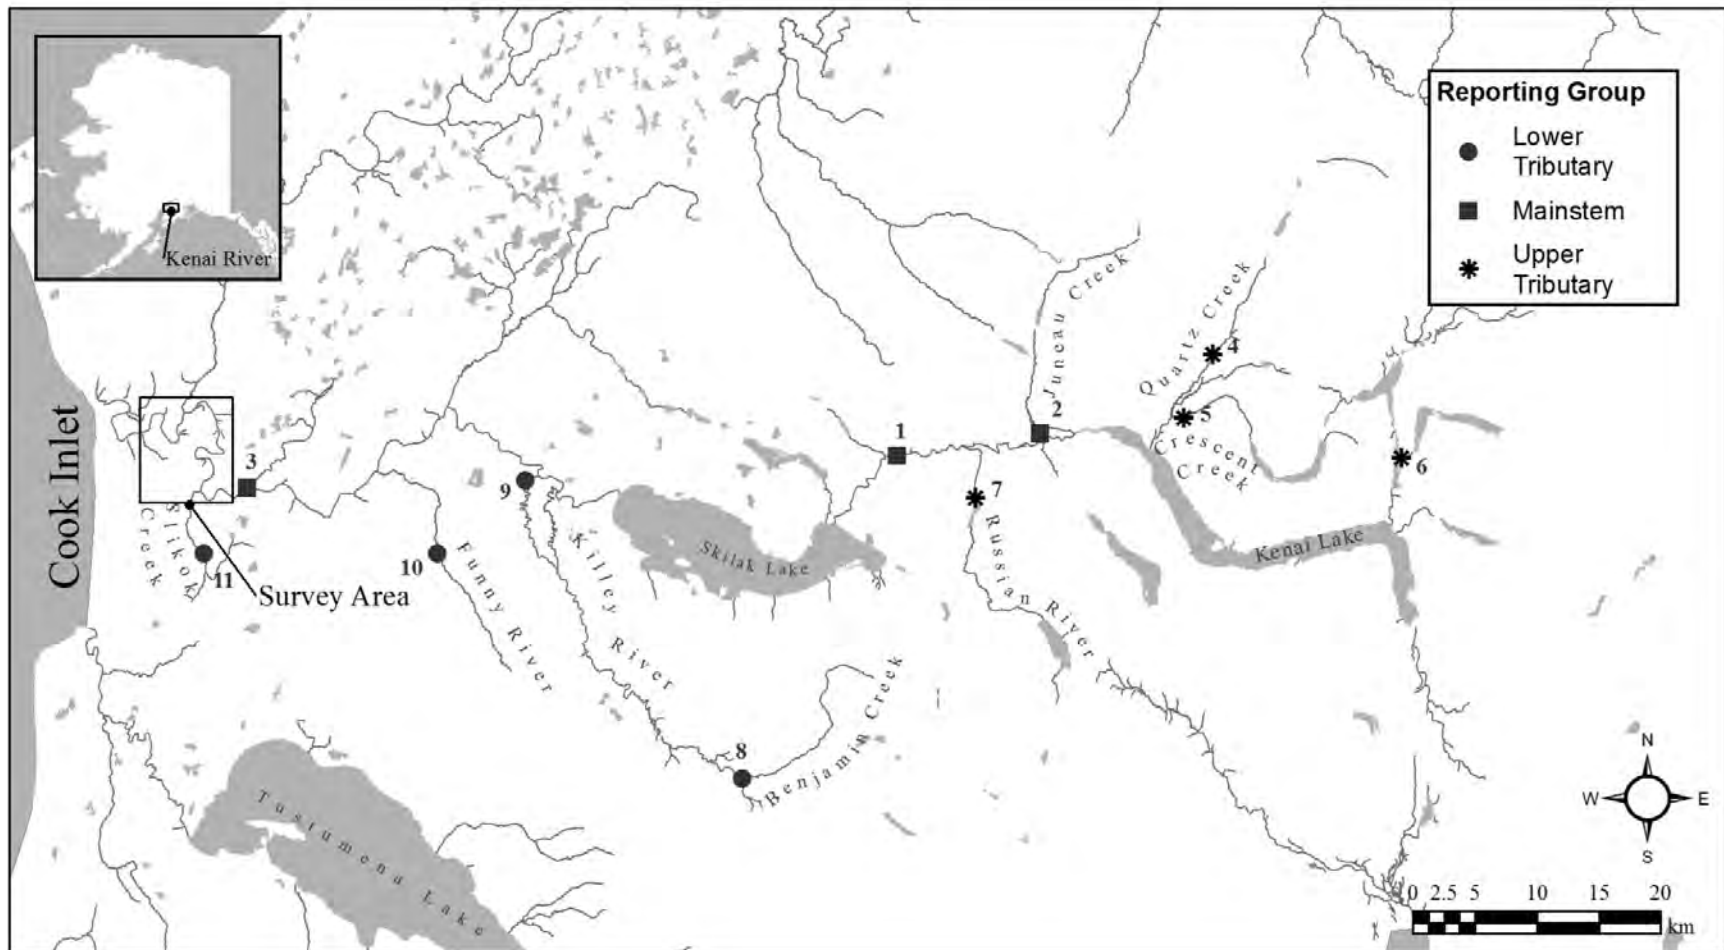 Kenai River
Reporting Group
Lower
Tributary
Mainstem
Upper
Tributary
Cook Inlet
Juneau Creek
Quartz Creek
4
5
Crescent
Creek
6
2
1
3
7
9
10
11
Slikok
Creek
Survey Area
Funny River
Killey River
Skilak Lake
Russian River
Kenai Lake
8
Benjamin Creek
Tustumena Lake
N
W E
S
0 2.5 5 10 15 20
km